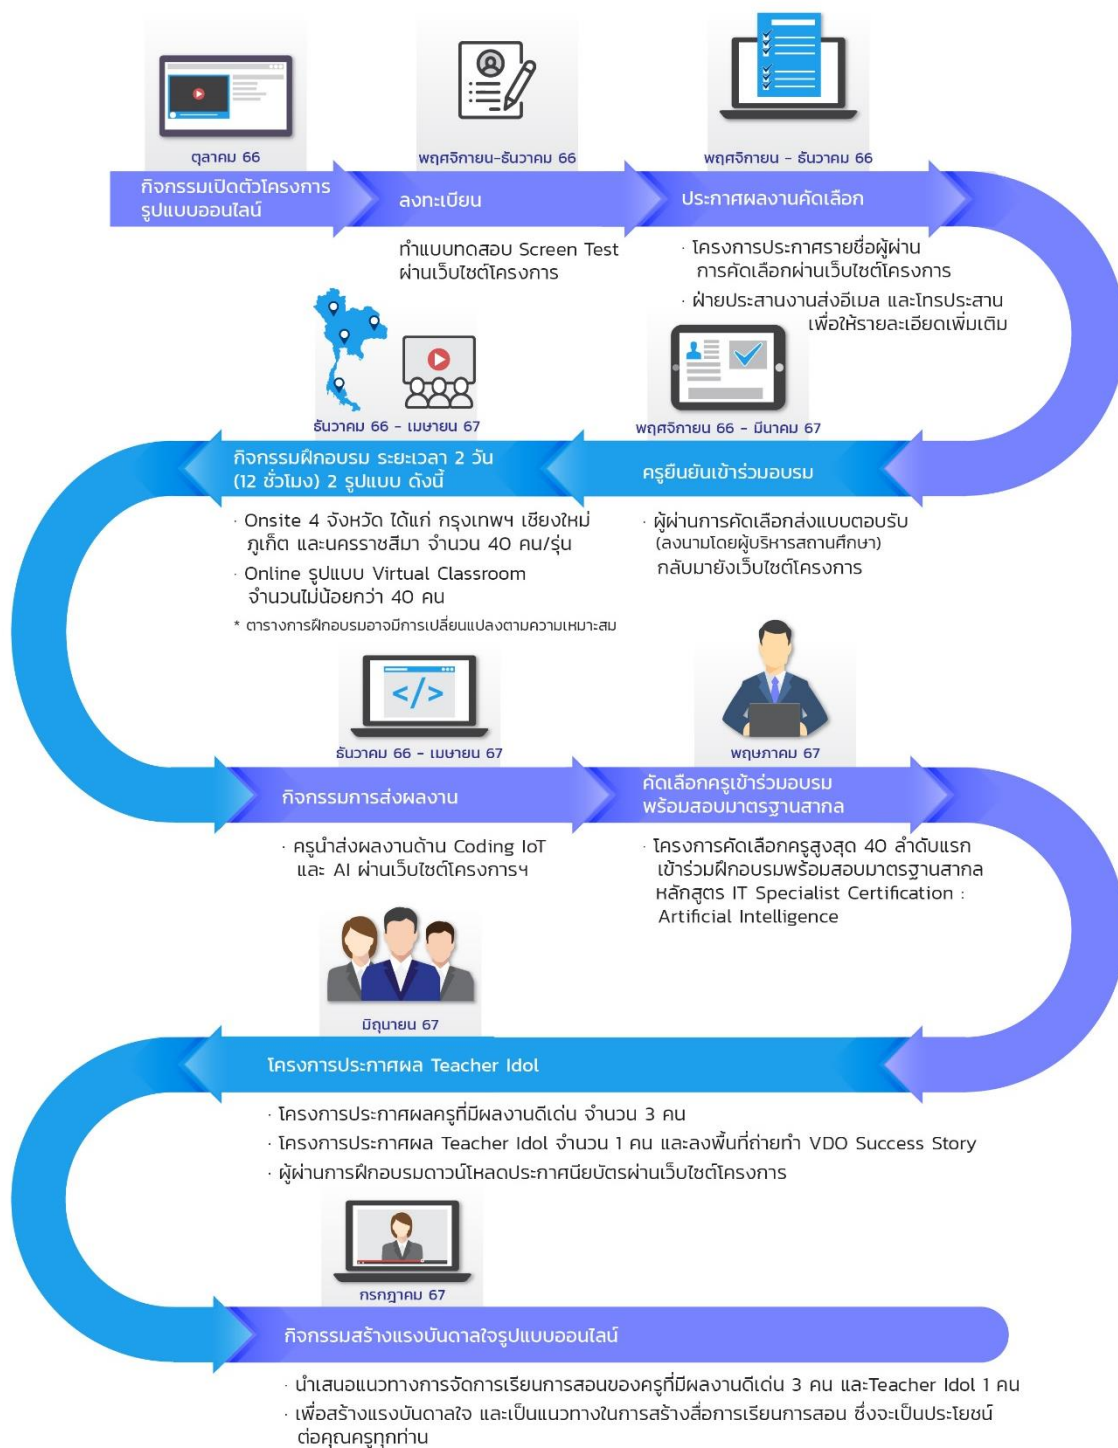 ตุลาคม 66
กิจกรรมเปิดตัวโครงการ
รูปแบบออนไลน์
พฤศจิกายน-ธันวาคม 66
ลงทะเบียน
ทำแบบทดสอบ Screen Test
ผ่านเว็บไซต์โครงการ
พฤศจิกายน - ธันวาคม 66
ประกาศผลงานคัดเลือก
· โครงการประกาศรายชื่อผู้ผ่าน
การคัดเลือกผ่านเว็บไซต์โครงการ
· ฝ่ายประสานงานส่งอีเมล และโทรประสาน
เพื่อให้รายละเอียดเพิ่มเติม
พฤศจิกายน 66 - มีนาคม 67
ครูยืนยันเข้าร่วมอบรม
· ผู้ผ่านการคัดเลือกส่งแบบตอบรับ
(ลงนามโดยผู้บริหารสถานศึกษา)
กลับมายังเว็บไซต์โครงการ
ธันวาคม 66 - เมษายน 67
กิจกรรมฝึกอบรม ระยะเวลา 2 วัน
(12 ชั่วโมง) 2 รูปแบบ ดังนี้
· Onsite 4 จังหวัด ได้แก่ กรุงเทพฯ เชียงใหม่
ภูเก็ต และนครราชสีมา จำนวน 40 คน/รุ่น
· Online รูปแบบ Virtual Classroom
จำนวนไม่น้อยกว่า 40 คน
* ตารางการฝึกอบรมอาจมีการเปลี่ยนแปลงตามความเหมาะสม
</>
ธันวาคม 66 - เมษายน 67
กิจกรรมการส่งผลงาน
· ครูนำส่งผลงานด้าน Coding IoT
และ AI ผ่านเว็บไซต์โครงการฯ
พฤษภาคม 67
คัดเลือกครูเข้าร่วมอบรม
พร้อมสอบมาตรฐานสากล
· โครงการคัดเลือกครูสูงสุด 40 ลำดับแรก
เข้าร่วมฝึกอบรมพร้อมสอบมาตรฐานสากล
หลักสูตร IT Specialist Certification :
Artificial Intelligence
มิถุนายน 67
โครงการประกาศผล Teacher Idol
· โครงการประกาศผลครูที่มีผลงานดีเด่น จำนวน 3 คน
· โครงการประกาศผล Teacher Idol จำนวน 1 คน และลงพื้นที่ถ่ายทำ VDO Success Story
· ผู้ผ่านการฝึกอบรมดาวน์โหลดประกาศนียบัตรผ่านเว็บไซต์โครงการ
กรกฎาคม 67
กิจกรรมสร้างแรงบันดาลใจรูปแบบออนไลน์
· นำเสนอแนวทางการจัดการเรียนการสอนของครูที่มีผลงานดีเด่น 3 คน และTeacher Idol 1 คน
· เพื่อสร้างแรงบันดาลใจ และเป็นแนวทางในการสร้างสื่อการเรียนการสอน ซึ่งจะเป็นประโยชน์
ต่อคุณครูทุกท่าน